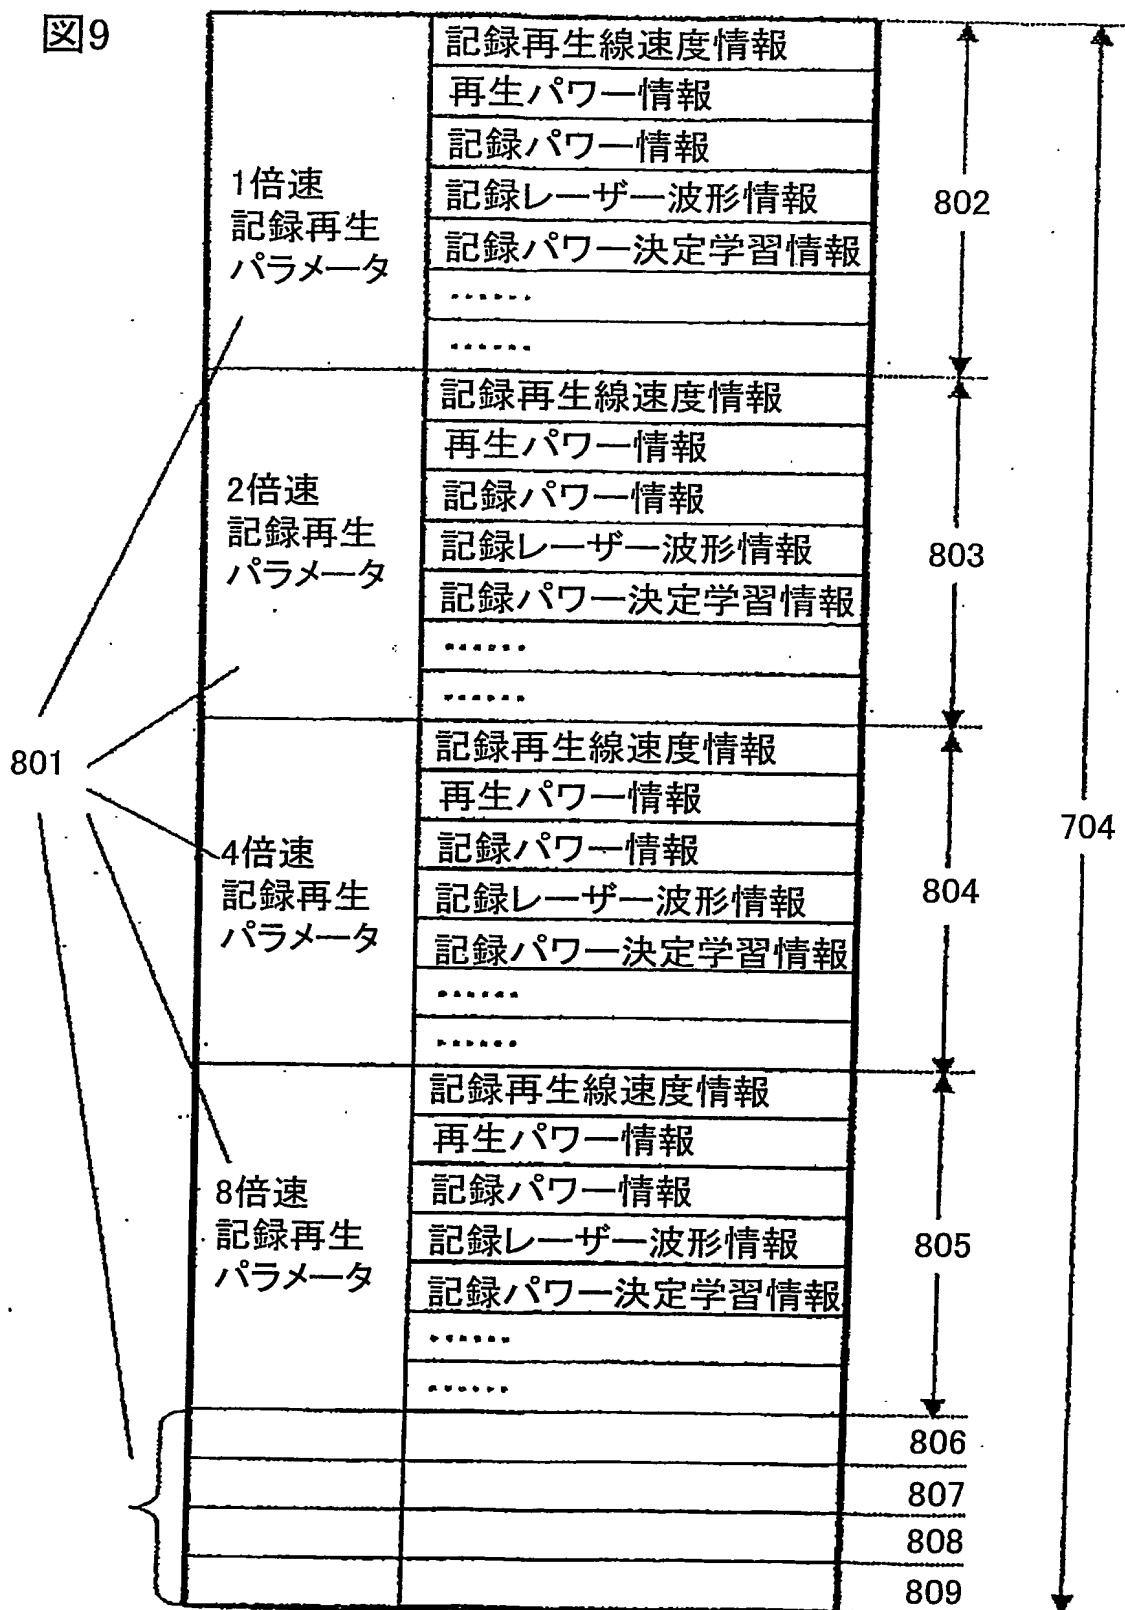 図9
1倍速
記録再生
パラメータ
記録再生線速度情報
再生パワー情報
記録パワー情報
記録レーザー波形情報
記録パワー決定学習情報
......
......
802
2倍速
記録再生
パラメータ
記録再生線速度情報
再生パワー情報
記録パワー情報
記録レーザー波形情報
記録パワー決定学習情報
......
......
803
801
4倍速
記録再生
パラメータ
記録再生線速度情報
再生パワー情報
記録パワー情報
記録レーザー波形情報
記録パワー決定学習情報
......
......
804
704
8倍速
記録再生
パラメータ
記録再生線速度情報
再生パワー情報
記録パワー情報
記録レーザー波形情報
記録パワー決定学習情報
......
......
805
806
807
808
809